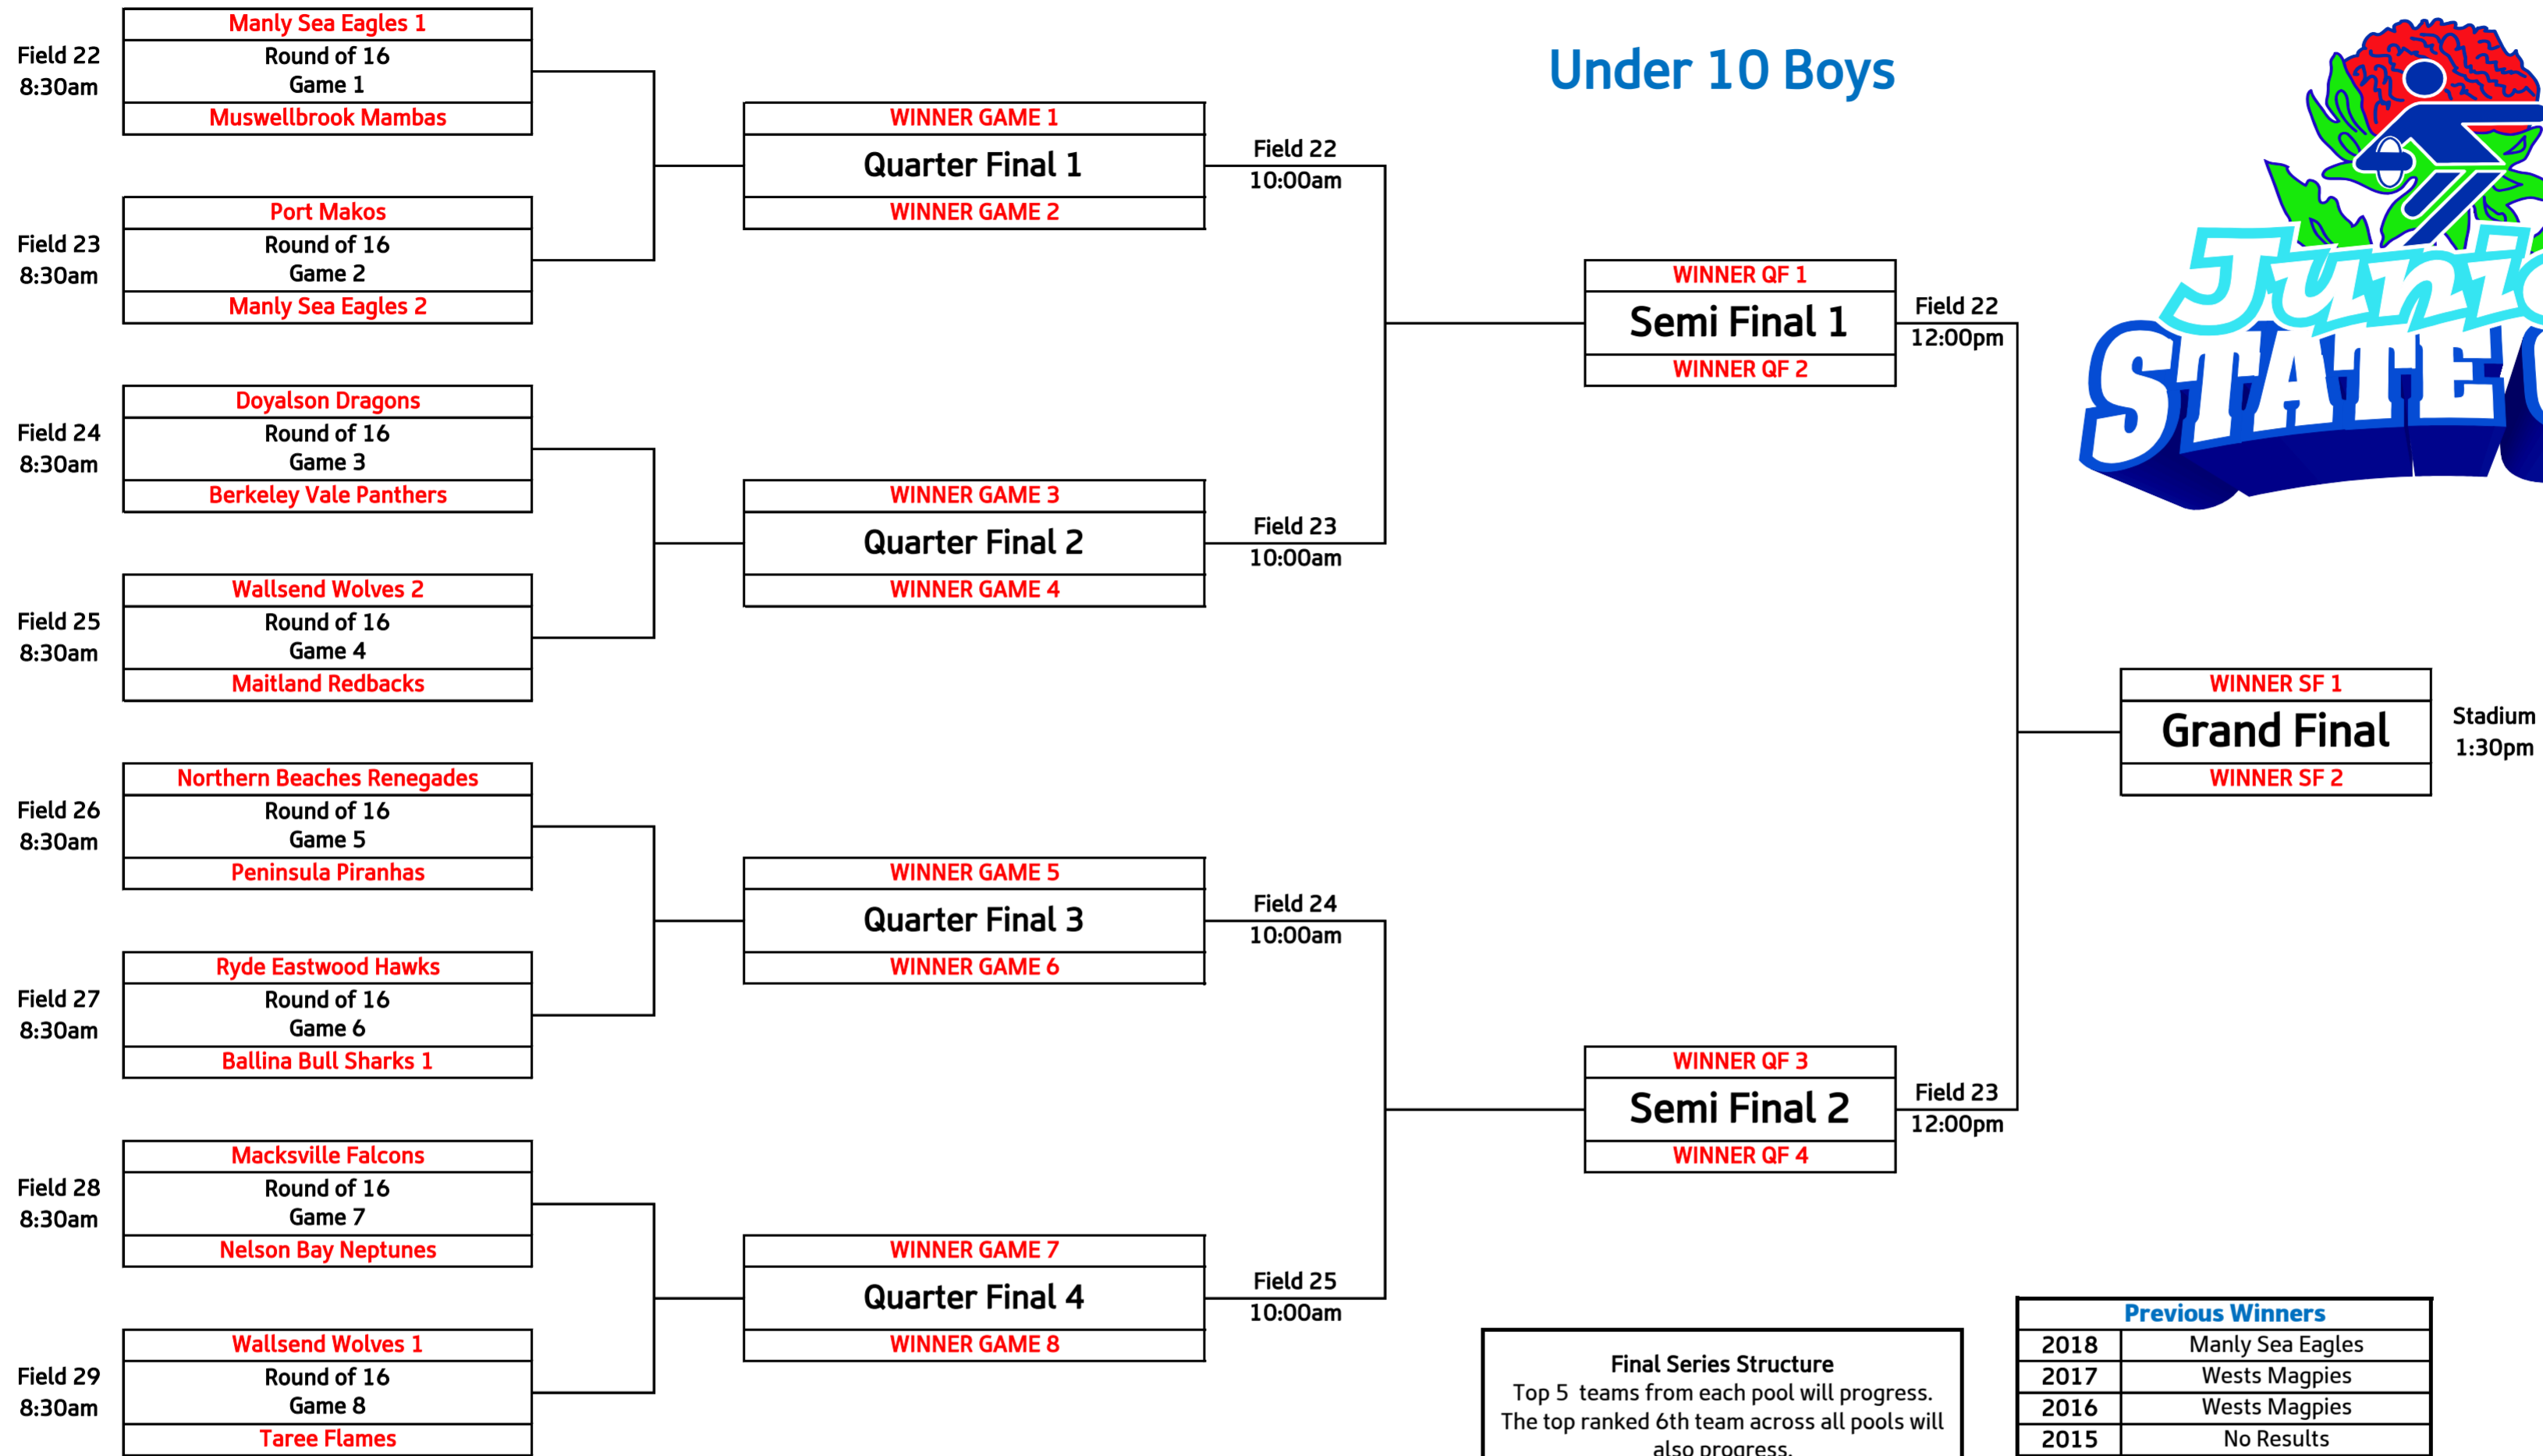 Under 10 Boys
Field 22
8:30am
Manly Sea Eagles 1
Round of 16
Game 1
Muswellbrook Mambas
Field 23
8:30am
Port Makos
Round of 16
Game 2
Manly Sea Eagles 2
Field 24
8:30am
Doyalson Dragons
Round of 16
Game 3
Berkeley Vale Panthers
Field 25
8:30am
Wallsend Wolves 2
Round of 16
Game 4
Maitland Redbacks
Field 26
8:30am
Northern Beaches Renegades
Round of 16
Game 5
Peninsula Piranhas
Field 27
8:30am
Ryde Eastwood Hawks
Round of 16
Game 6
Ballina Bull Sharks 1
Field 28
8:30am
Macksville Falcons
Round of 16
Game 7
Nelson Bay Neptunes
Field 29
8:30am
Wallsend Wolves 1
Round of 16
Game 8
Taree Flames
WINNER GAME 1
Quarter Final 1
WINNER GAME 2
Field 22
10:00am
WINNER GAME 3
Quarter Final 2
WINNER GAME 4
Field 23
10:00am
WINNER GAME 5
Quarter Final 3
WINNER GAME 6
Field 24
10:00am
WINNER GAME 7
Quarter Final 4
WINNER GAME 8
Field 25
10:00am
WINNER QF 1
Semi Final 1
WINNER QF 2
Field 22
12:00pm
WINNER QF 3
Semi Final 2
WINNER QF 4
Field 23
12:00pm
WINNER SF 1
Grand Final
WINNER SF 2
Stadium
1:30pm
STATE
Final Series Structure
Top 5 teams from each pool will progress.
The top ranked 6th team across all pools will
also progress.
Previous Winners
2018 Manly Sea Eagles
2017 Wests Magpies
2016 Wests Magpies
2015 No Results